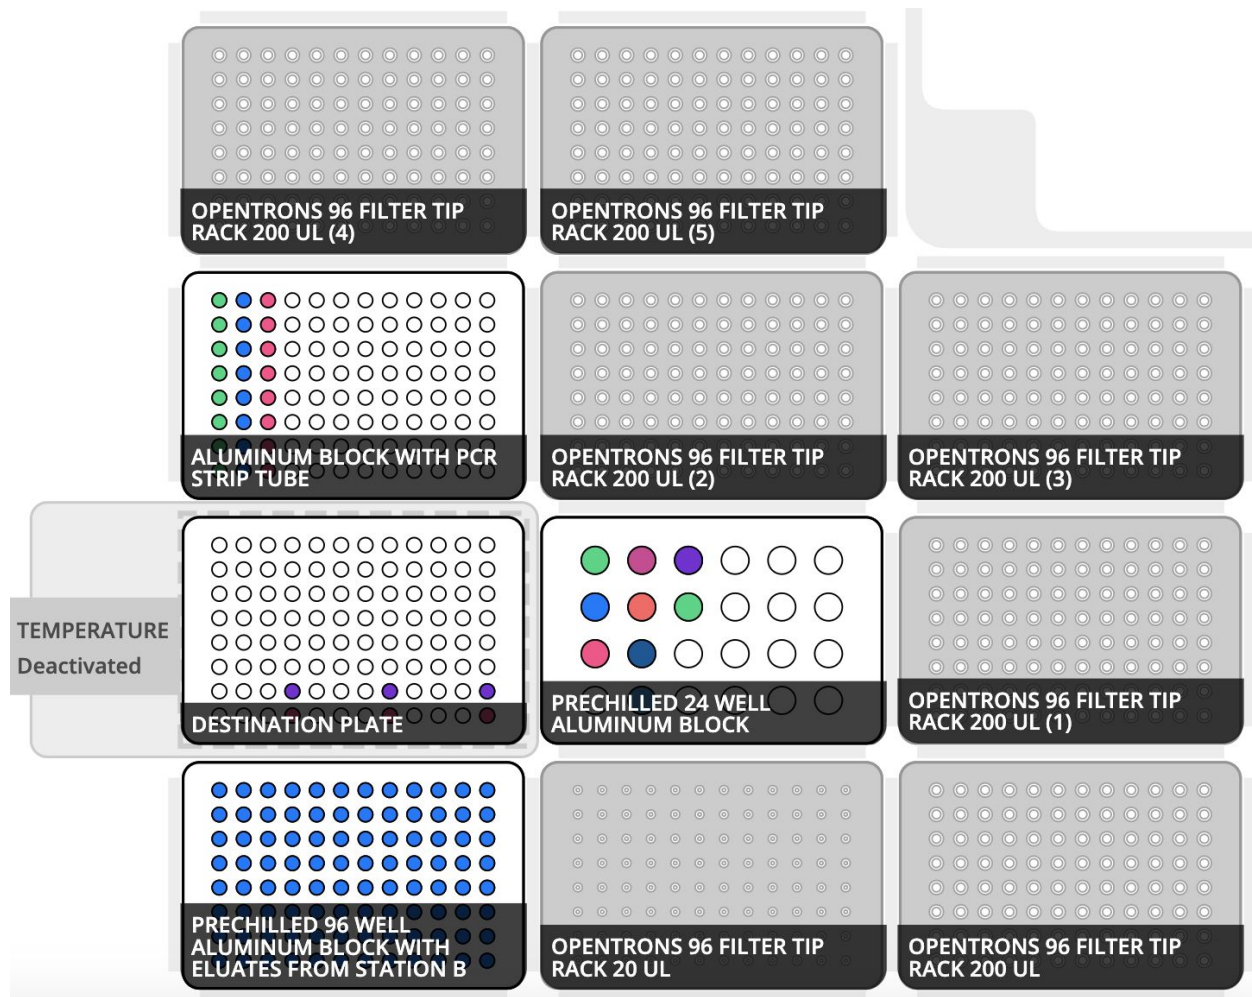 OPENTRONS 96 FILTER TIP
RACK 200 UL (4)
OPENTRONS 96 FILTER TIP
RACK 200 UL (5)
ALUMINUM BLOCK WITH PCR
STRIP TUBE
OPENTRONS 96 FILTER TIP
RACK 200 UL (2)
OPENTRONS 96 FILTER TIP
RACK 200 UL (3)
TEMPERATURE
Deactivated
DESTINATION PLATE
PRECHILLED 24 WELL
ALUMINUM BLOCK
OPENTRONS 96 FILTER TIP
RACK 200 UL (1)
PRECHILLED 96 WELL
ALUMINUM BLOCK WITH
ELUATES FROM STATION B
OPENTRONS 96 FILTER TIP
RACK 20 UL
OPENTRONS 96 FILTER TIP
RACK 200 UL